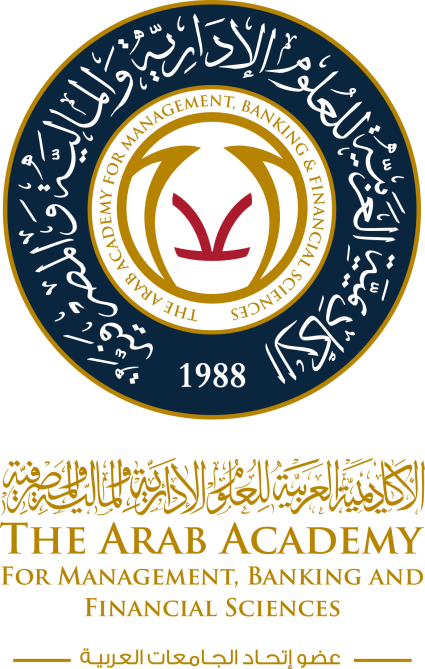 الأكاديمية العربية للعلوم الإدارية والمالية والمصرفية
THE ARAB ACADEMY FOR MANAGEMENT, BANKING & FINANCIAL SCIENCES
1988
الأكاديمية العربية للعلوم الإدارية والمالية والمصرفية
THE ARAB ACADEMY
FOR MANAGEMENT, BANKING AND
FINANCIAL SCIENCES
عضو إتحاد الجامعات العربية